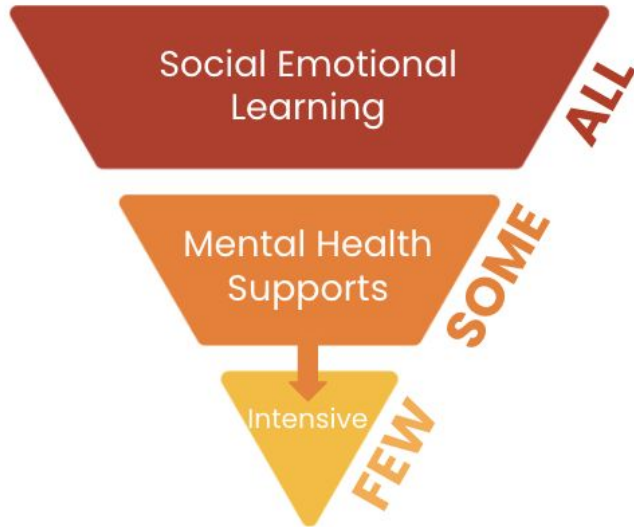 Social Emotional
Learning
ALL
Mental Health
Supports
SOME
Intensive
FEW